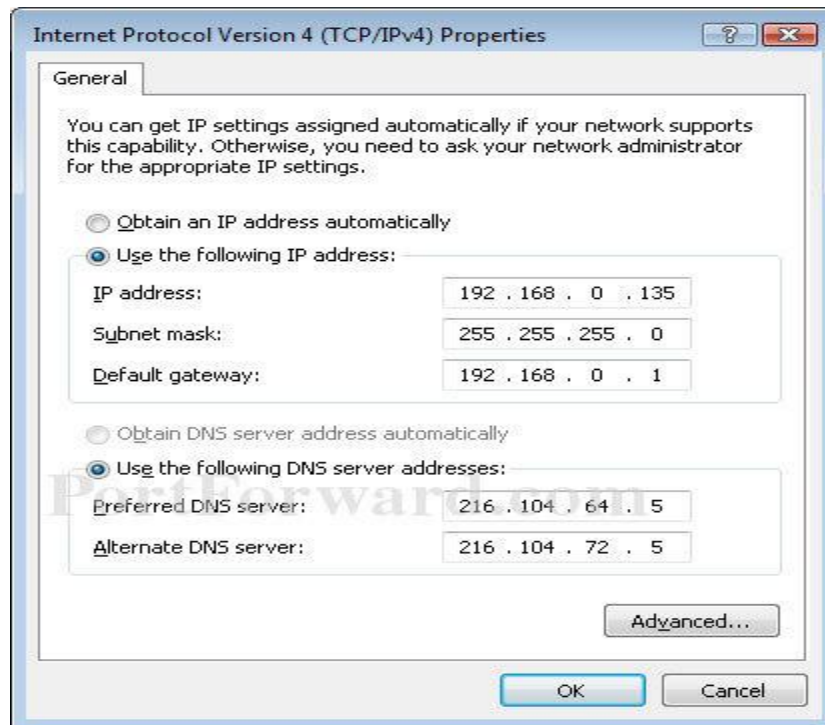 Internet Protocol Version 4 (TCP/IPv4) Properties
General
You can get IP settings assigned automatically if your network supports
this capability. Otherwise, you need to ask your network administrator
for the appropriate IP settings.
Obtain an IP address automatically
Use the following IP address:
IP address: 192 . 168 . 0 . 135
Subnet mask: 255 . 255 . 255 . 0
Default gateway: 192 . 168 . 0 . 1
Obtain DNS server address automatically
Use the following DNS server addresses:
PortForward.com
Preferred DNS server: 216 . 104 . 64 . 5
Alternate DNS server: 216 . 104 . 72 . 5
Advanced...
OK Cancel